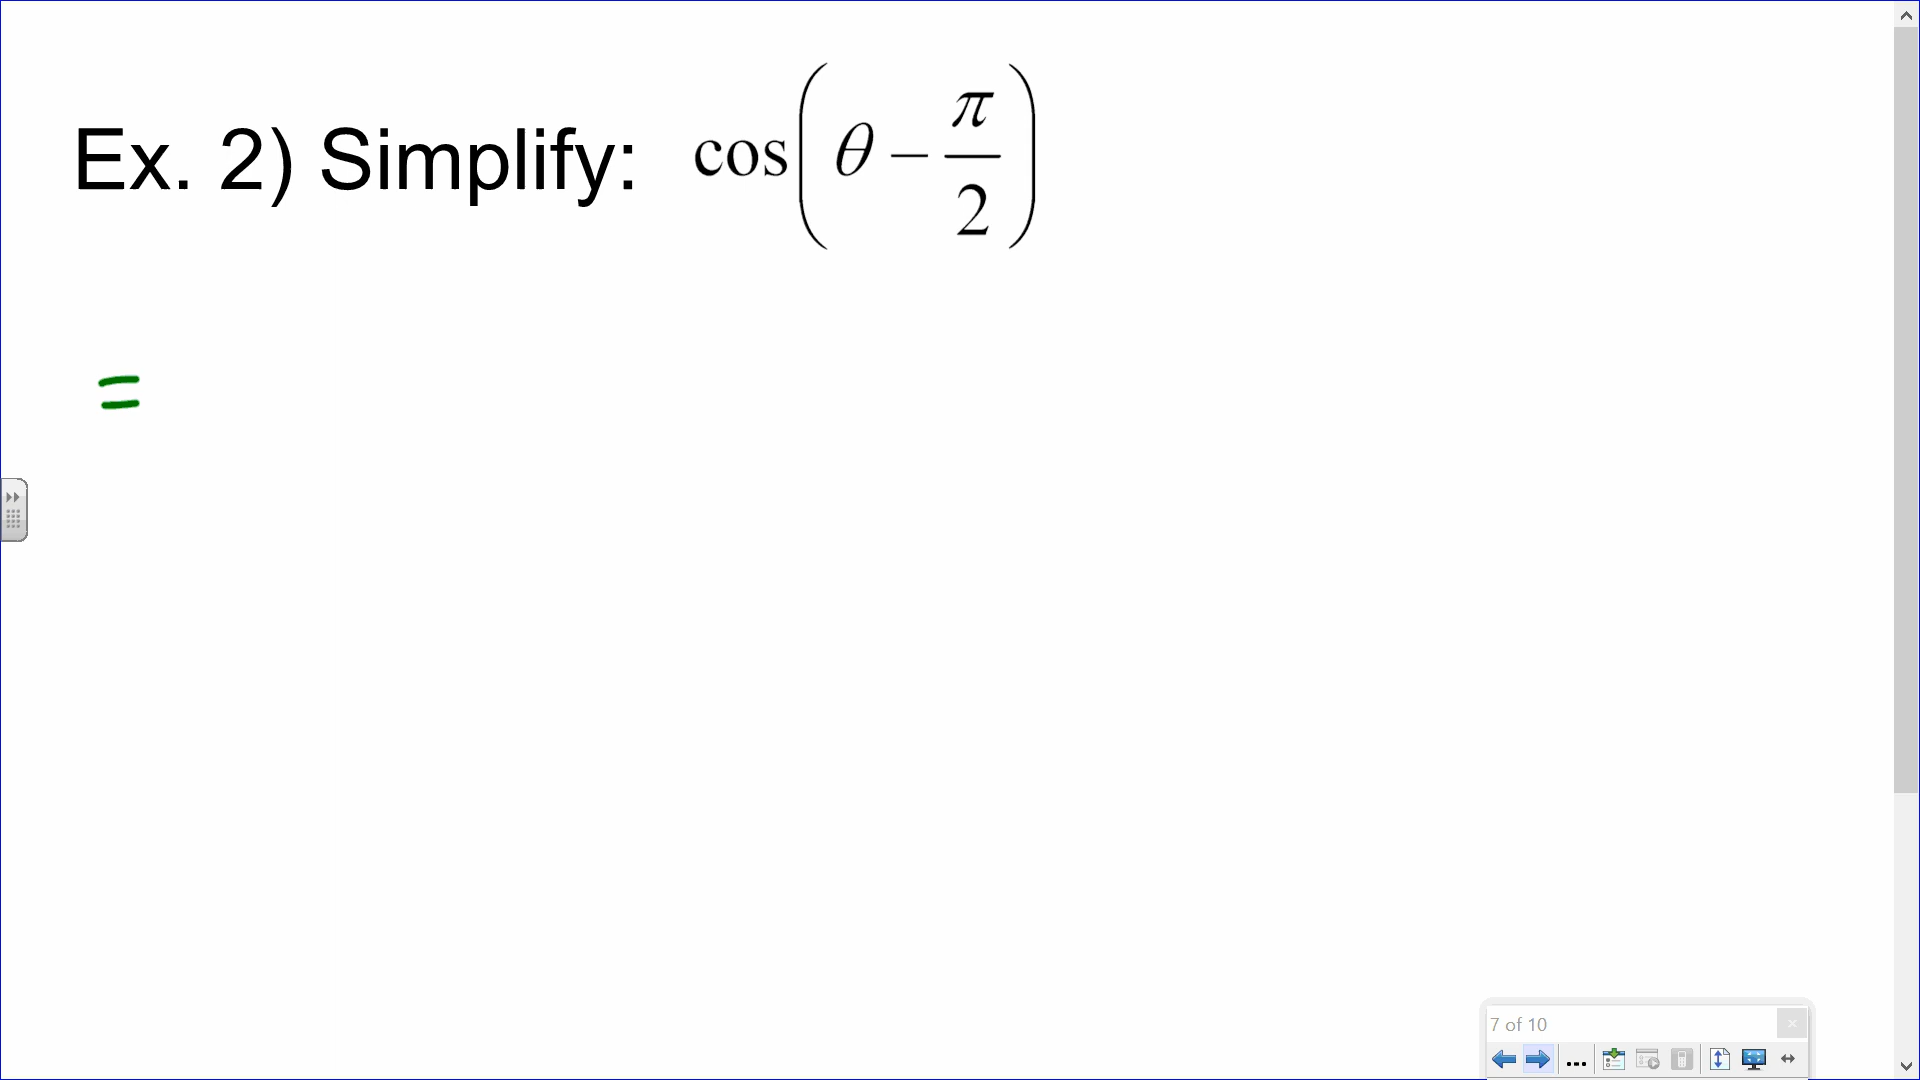 Ex. 2) Simplify: cos(θ − π/2)
=
7 of 10